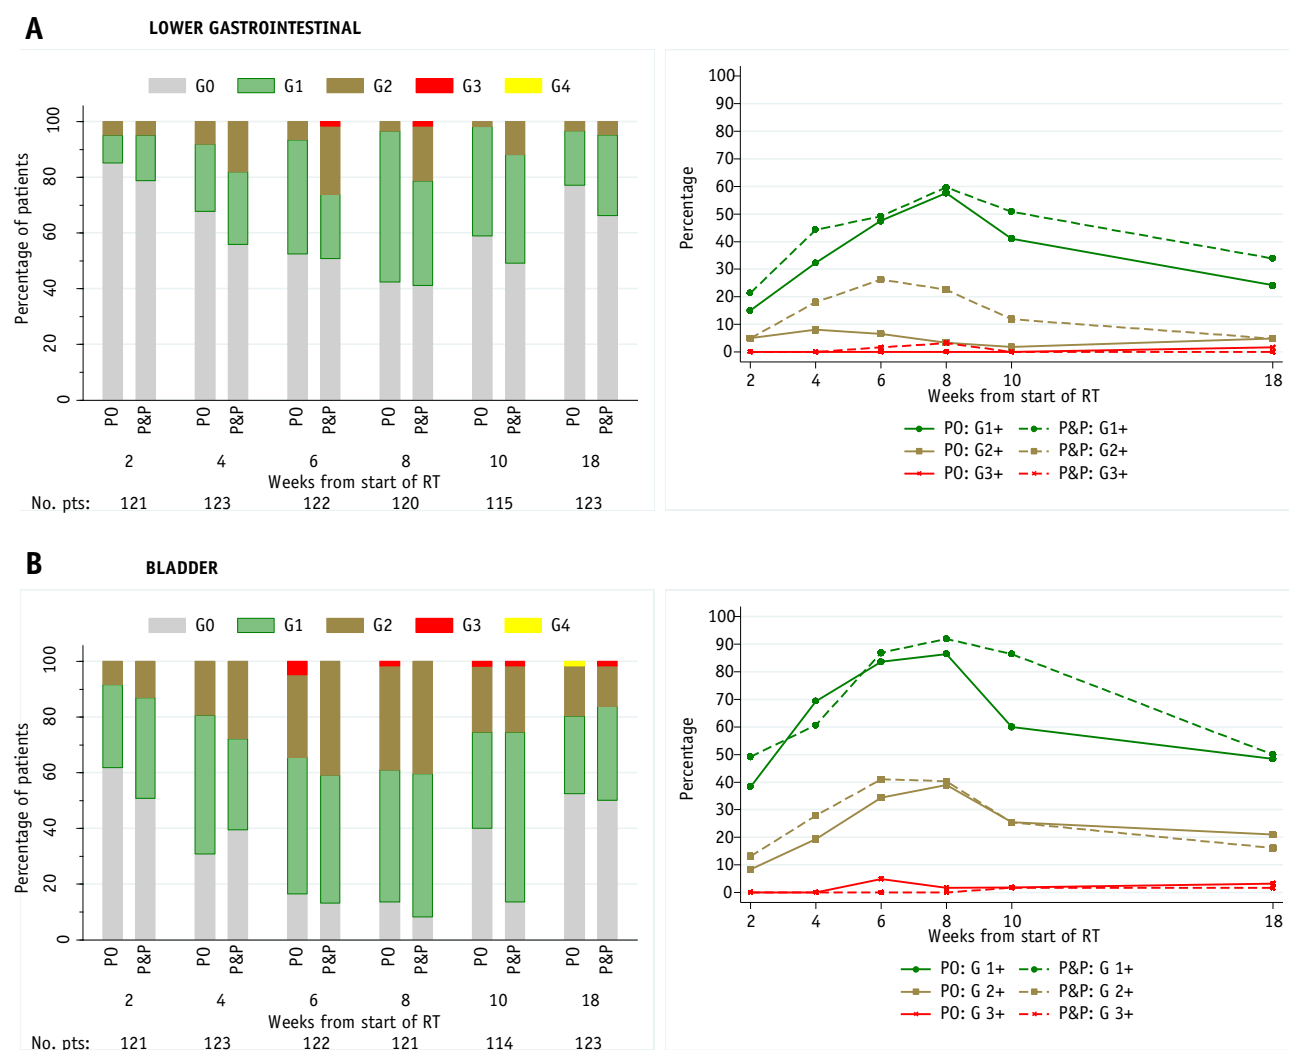 A
LOWER GASTROINTESTINAL
G0 G1 G2 G3 G4
Percentage of patients
0 20 40 60 80 100
PO P&P PO P&P PO P&P PO P&P PO P&P PO P&P
2 4 6 8 10 18
Weeks from start of RT
No. pts: 121 123 122 120 115 123
100
90
80
70
60
50
40
30
20
10
0
Percentage
2 4 6 8 10 18
Weeks from start of RT
PO: G1+ P&P: G1+
PO: G2+ P&P: G2+
PO: G3+ P&P: G3+
B
BLADDER
G0 G1 G2 G3 G4
Percentage of patients
0 20 40 60 80 100
PO P&P PO P&P PO P&P PO P&P PO P&P PO P&P
2 4 6 8 10 18
Weeks from start of RT
No. pts: 121 123 122 121 114 123
100
90
80
70
60
50
40
30
20
10
0
Percentage
2 4 6 8 10 18
Weeks from start of RT
PO: G 1+ P&P: G 1+
PO: G 2+ P&P: G 2+
PO: G 3+ P&P: G 3+